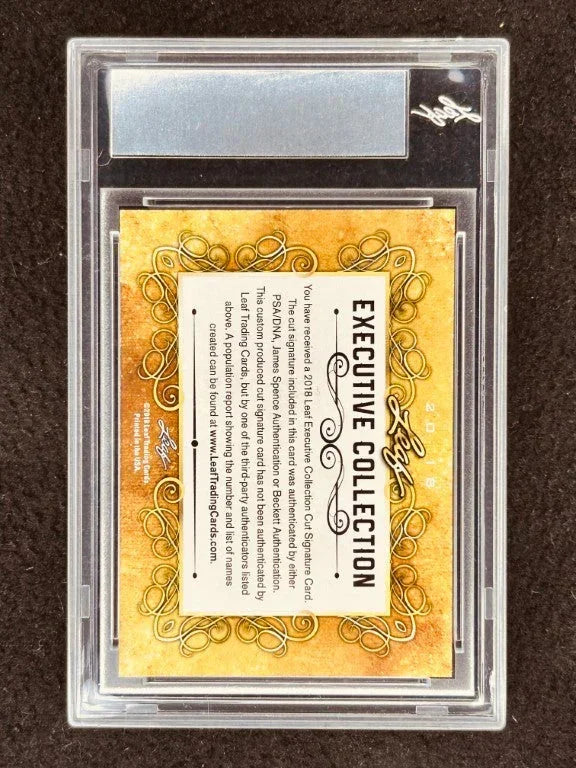 Leaf
2018
Leaf
EXECUTIVE COLLECTION
You have received a 2018 Leaf Executive Collection Cut Signature Card.
The cut signature included in this card was authenticated by either
PSA/DNA, James Spence Authentication or Beckett Authentication.
This custom produced cut signature card has not been authenticated by
Leaf Trading Cards, but by one of the third-party authenticators listed
above. A population report showing the number and list of names
created can be found at www.LeafTradingCards.com.
Leaf
©2018 Leaf Trading Cards
Printed in the USA.